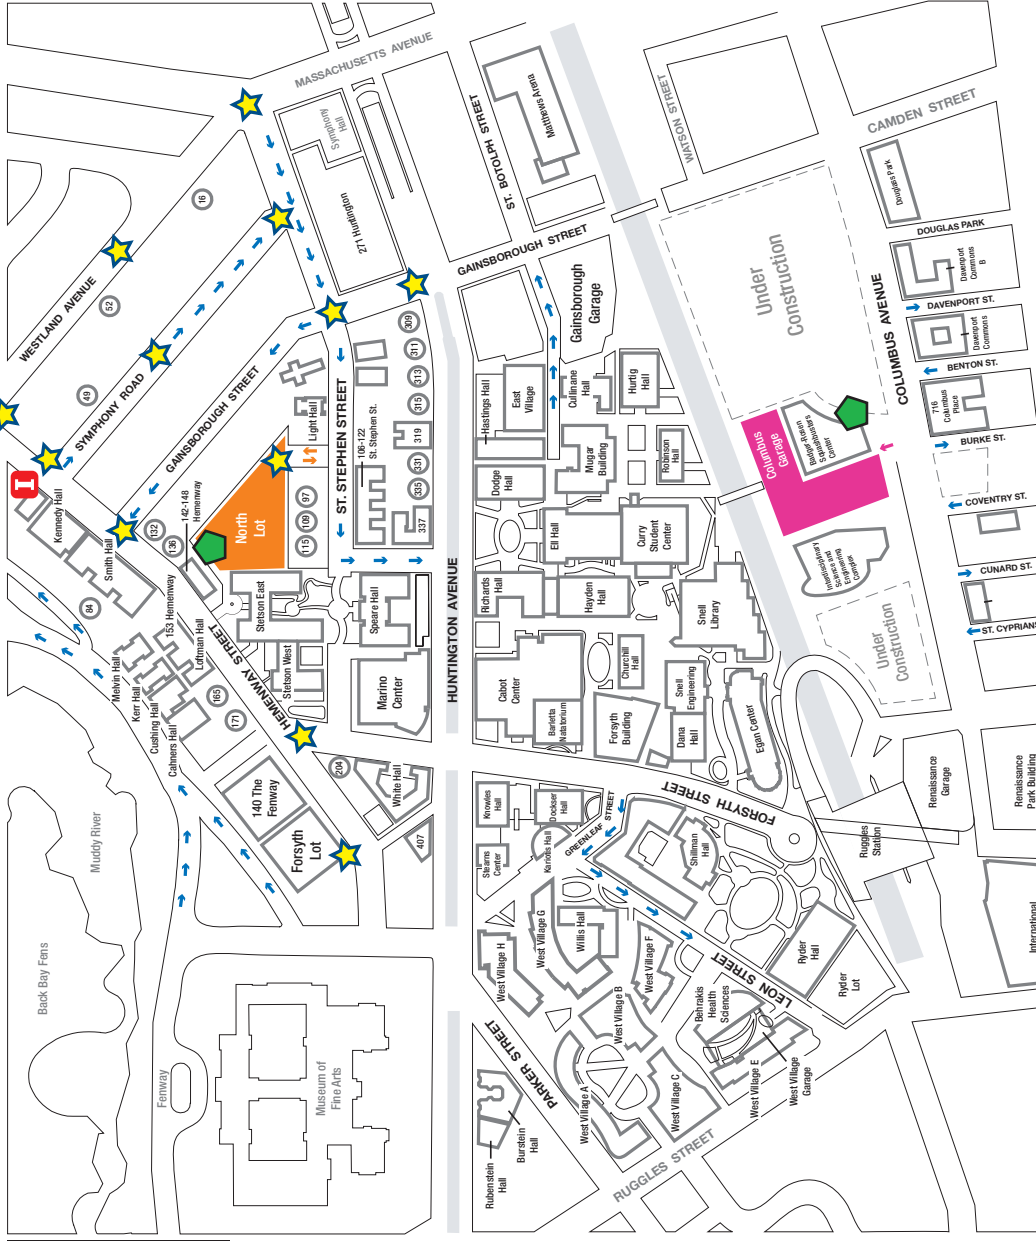 MASSACHUSETTS AVENUE
Symphony
Hall
271 Huntington
ST. BOTOLPH STREET
Matthews Arena
WATSON STREET
CAMDEN STREET
Douglas Park
DOUGLAS PARK
Davenport
Commons
B
DAVENPORT ST.
Davenport
Commons
BENTON ST.
716
Columbus
Place
BURKE ST.
COVENTRY ST.
CUNARD ST.
ST. CYPRIANS
COLUMBUS AVENUE
Under
Construction
GAINSBOROUGH STREET
Gainsborough
Garage
16
WESTLAND AVENUE
52
49
SYMPHONY ROAD
GAINSBOROUGH STREET
I
Kennedy Hall
Smith Hall
132
136
142-148
Hemenway
North
Lot
Light Hall
97
109
115
ST. STEPHEN STREET
106-122
St. Stephen St.
309
311
313
315
319
331
335
337
Hastings Hall
East
Village
Cullinane
Hall
Hurtig
Hall
Dodge
Hall
Mugar
Building
Robinson
Hall
Columbus
Garage
Badger-Rosen
Squashbusters
Center
Ell Hall
Curry
Student
Center
Interdisciplinary
Science and
Engineering
Complex
Under
Construction
84
153 Hemenway
Loftman Hall
Melvin Hall
Kerr Hall
Cushing Hall
Cahners Hall
165
171
HEMENWAY STREET
Stetson East
Stetson West
Speare Hall
Marino
Center
HUNTINGTON AVENUE
Richards
Hall
Hayden
Hall
Snell
Library
Cabot
Center
Barletta
Natatorium
Churchill
Hall
Forsyth
Building
Snell
Engineering
Dana
Hall
Egan Center
204
White Hall
407
140 The
Fenway
Forsyth
Lot
Knowles
Hall
Dockser
Hall
GREENLEAF
STREET
FORSYTH STREET
Stearns
Center
Kariotis Hall
Shillman
Hall
Ruggles
Station
Renaissance
Garage
Renaissance
Park Building
International
Muddy River
Back Bay Fens
Fenway
Museum of
Fine Arts
West Village H
West Village G
Willis Hall
West Village F
LEON STREET
Ryder
Hall
Ryder
Lot
PARKER STREET
West Village B
Behrakis
Health
Sciences
West Village A
West Village C
West Village E
West Village
Garage
Rubenstein
Hall
Burstein
Hall
RUGGLES STREET